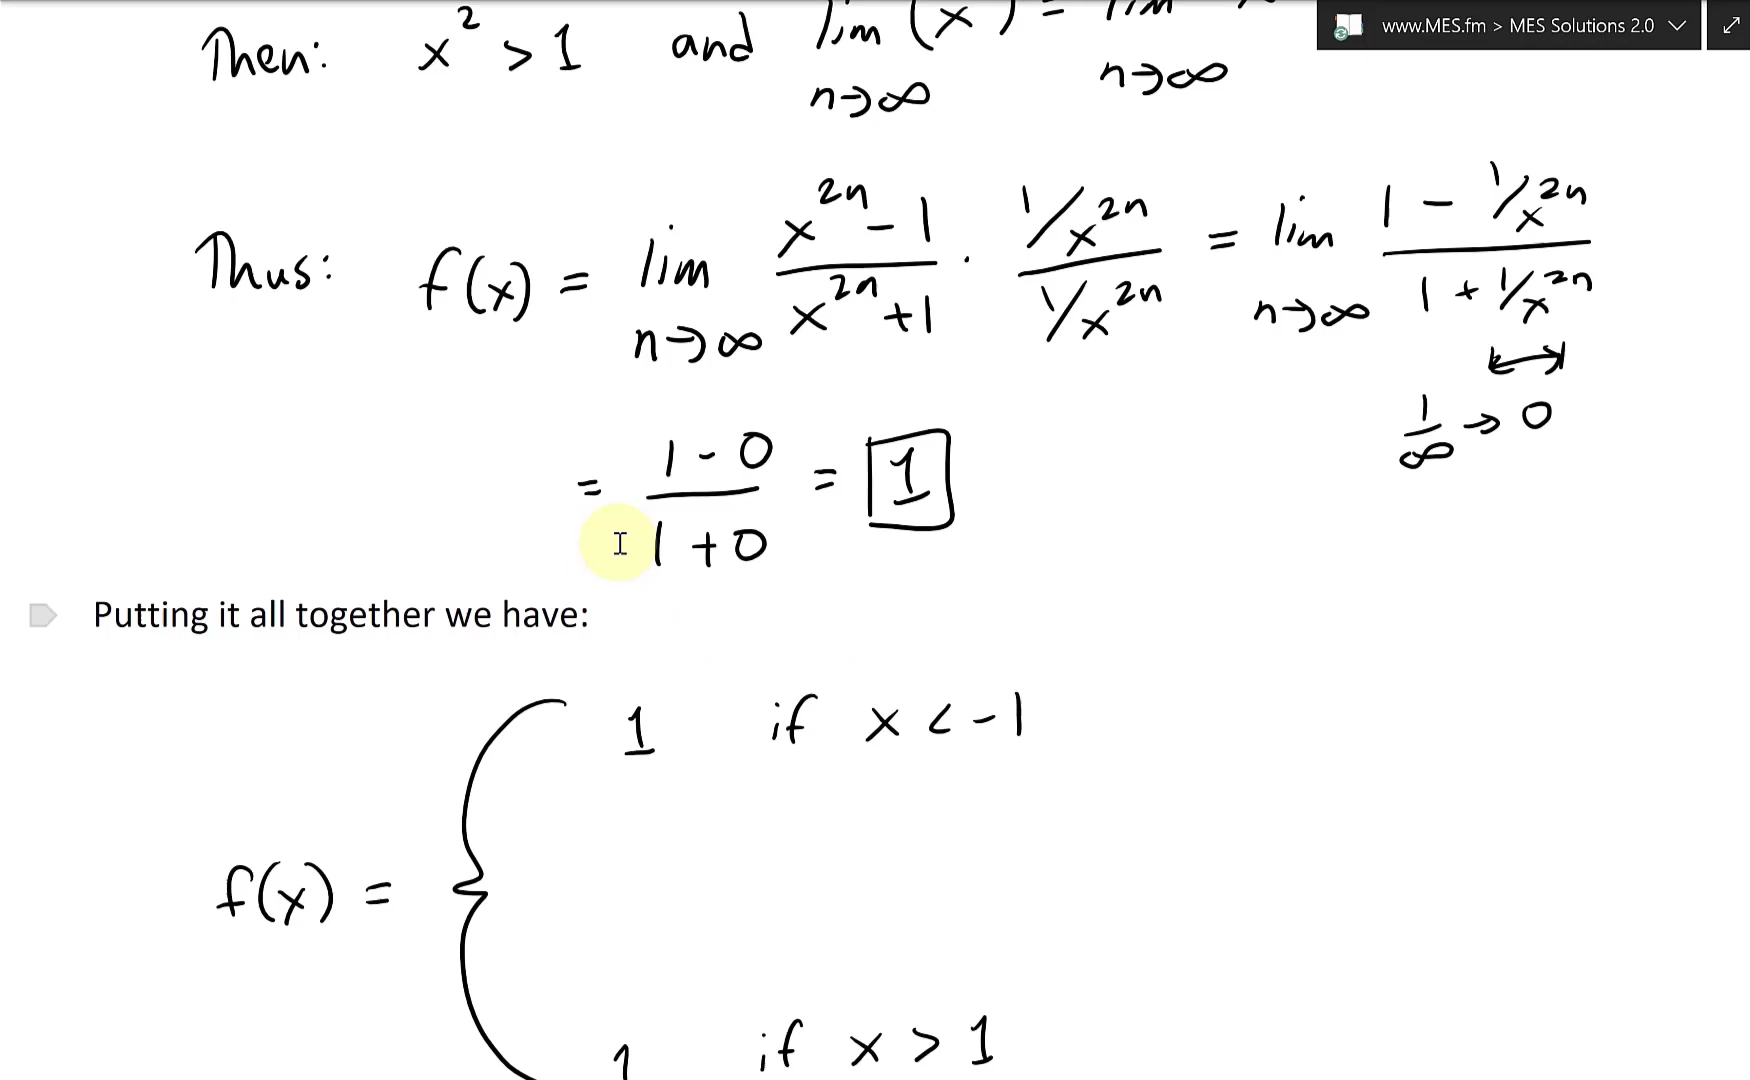 www.MES.fm > MES Solutions 2.0
Then: x² > 1 and lim (x ) = lim
n→∞ n→∞
Thus: f(x) = lim n→∞ (x^2n − 1)/(x^2n + 1) · (1/x^2n)/(1/x^2n) = lim n→∞ (1 − 1/x^2n)/(1 + 1/x^2n)
1/∞ → 0
= (1 - 0)/(1 + 0) = 1
Putting it all together we have:
1 if x < -1
f(x) = {
1 if x > 1